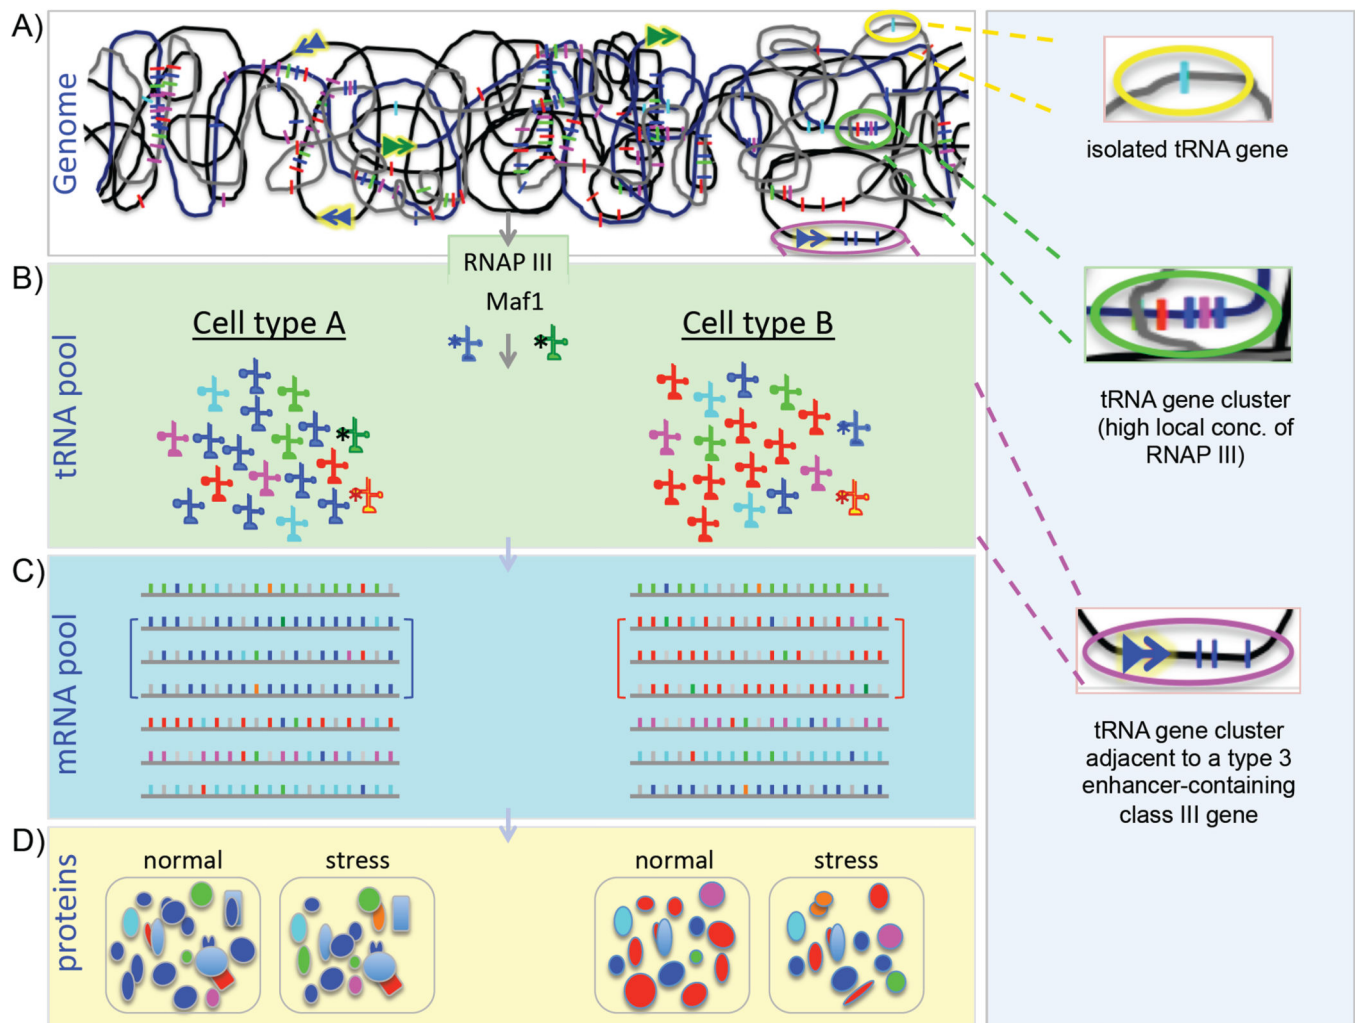 A)
Genome
isolated tRNA gene
RNAP III
B)
Maf1
Cell type A
Cell type B
tRNA pool
*
*
*
*
*
*
tRNA gene cluster
(high local conc. of
RNAP III)
C)
mRNA pool
tRNA gene cluster
adjacent to a type 3
enhancer-containing
class III gene
D)
proteins
normal
stress
normal
stress